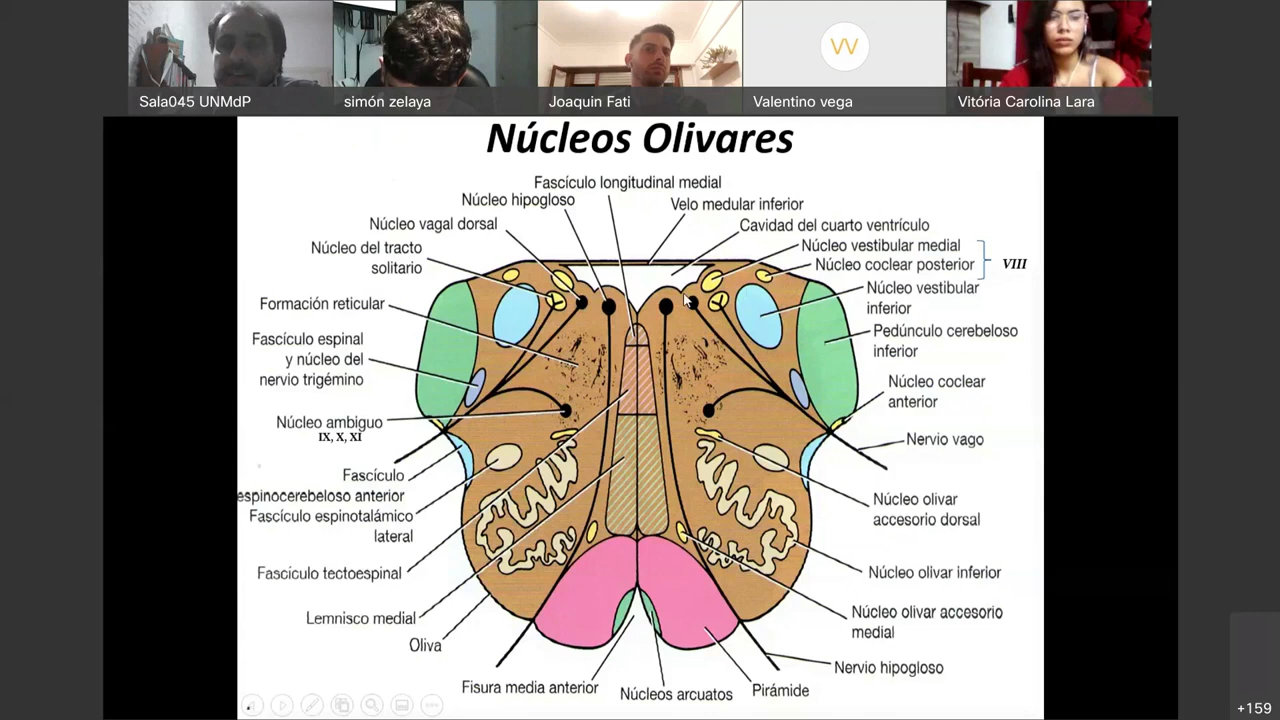 VV
Sala045 UNMdP
simón zelaya
Joaquin Fati
Valentino vega
Vitória Carolina Lara
Núcleos Olivares
Fascículo longitudinal medial
Núcleo hipogloso
Velo medular inferior
Núcleo vagal dorsal
Cavidad del cuarto ventrículo
Núcleo del tracto
solitario
Núcleo vestibular medial
Núcleo coclear posterior
VIII
Núcleo vestibular
inferior
Formación reticular
Pedúnculo cerebeloso
inferior
Fascículo espinal
y núcleo del
nervio trigémino
Núcleo coclear
anterior
Núcleo ambiguo
IX, X, XI
Nervio vago
Fascículo
espinocerebeloso anterior
Fascículo espinotalámico
lateral
Núcleo olivar
accesorio dorsal
Fasciculo tectoespinal
Núcleo olivar inferior
Lemnisco medial
Núcleo olivar accesorio
medial
Oliva
Nervio hipogloso
Fisura media anterior
Núcleos arcuatos
Pirámide
+159